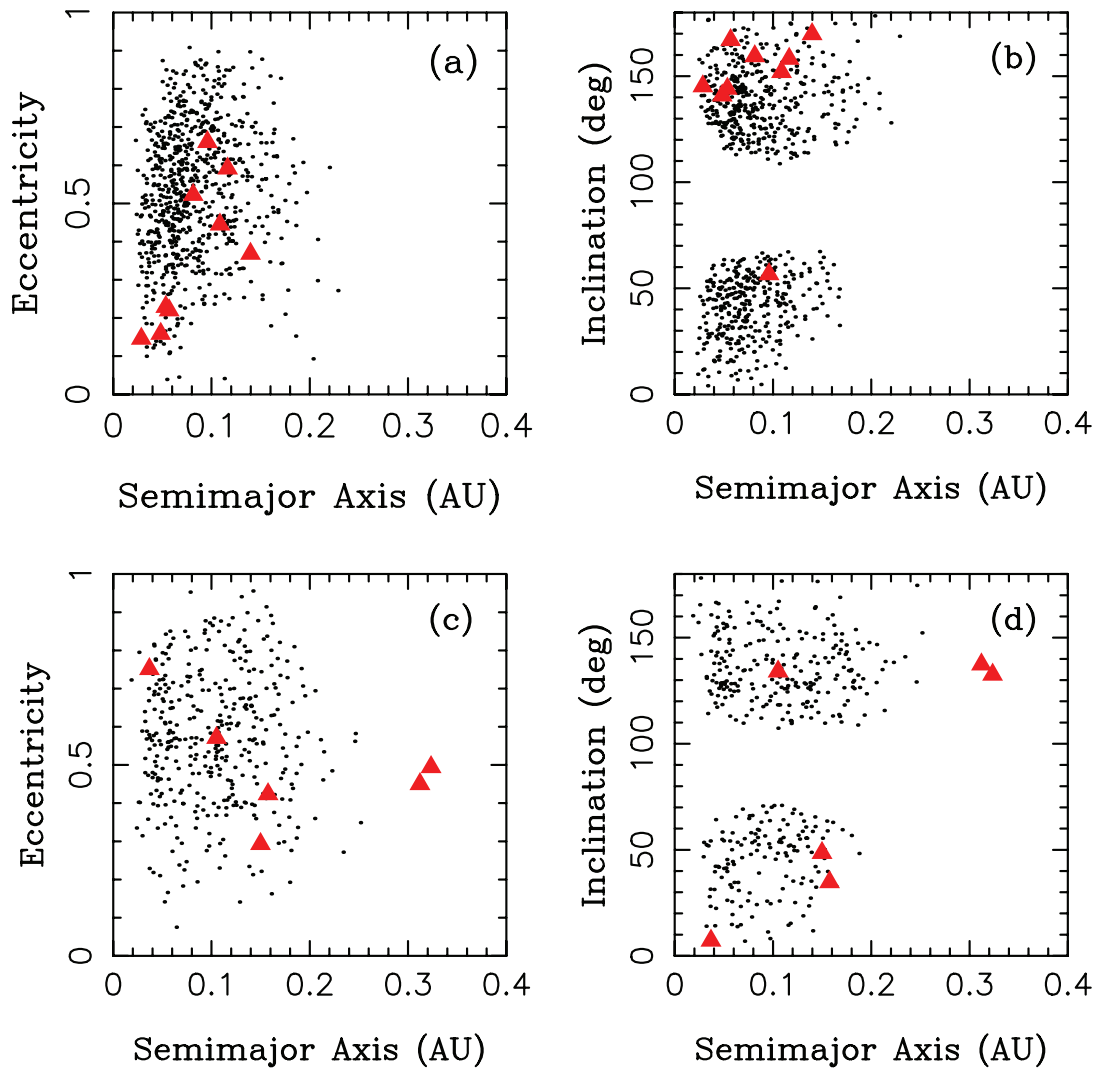 (a)
Eccentricity
1
0.5
0
0 0.1 0.2 0.3 0.4
Semimajor Axis (AU)
(b)
Inclination (deg)
150
100
50
0
0 0.1 0.2 0.3 0.4
Semimajor Axis (AU)
(c)
Eccentricity
1
0.5
0
0 0.1 0.2 0.3 0.4
Semimajor Axis (AU)
(d)
Inclination (deg)
150
100
50
0
0 0.1 0.2 0.3 0.4
Semimajor Axis (AU)